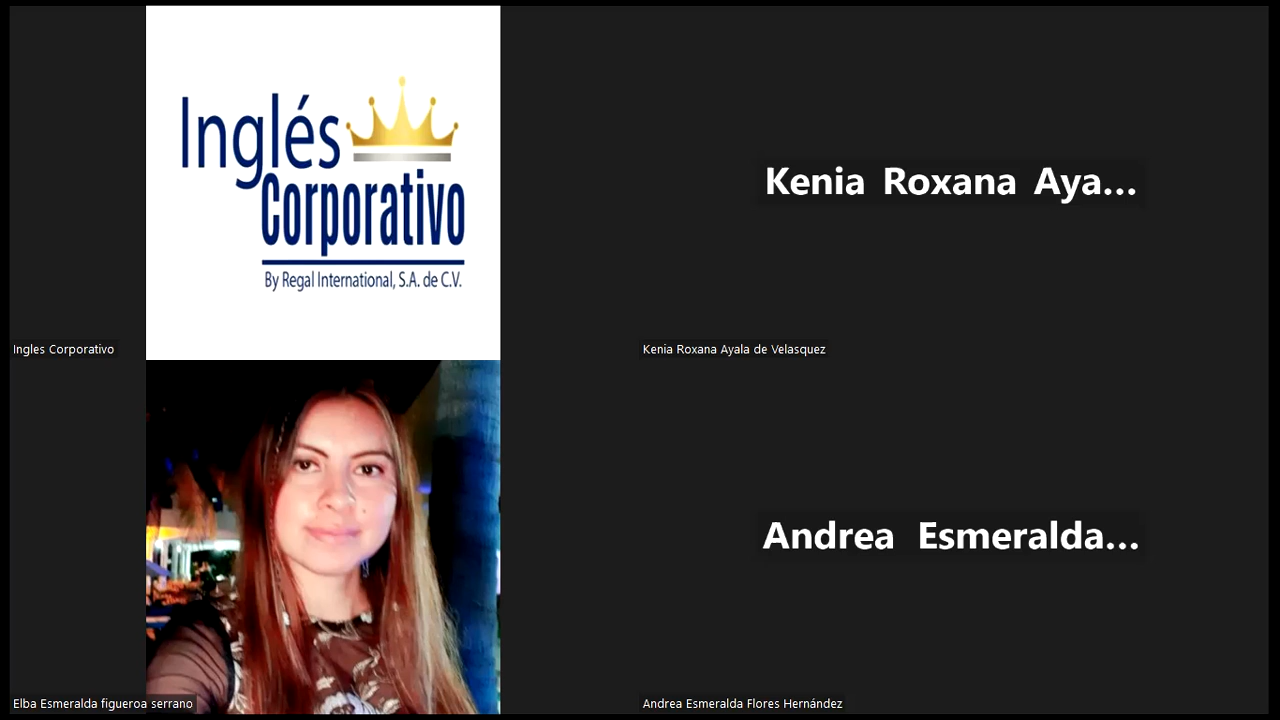 Inglés
Corporativo
By Regal International, S.A. de C.V.
Ingles Corporativo
Kenia Roxana Aya...
Kenia Roxana Ayala de Velasquez
Elba Esmeralda figueroa serrano
Andrea Esmeralda...
Andrea Esmeralda Flores Hernández